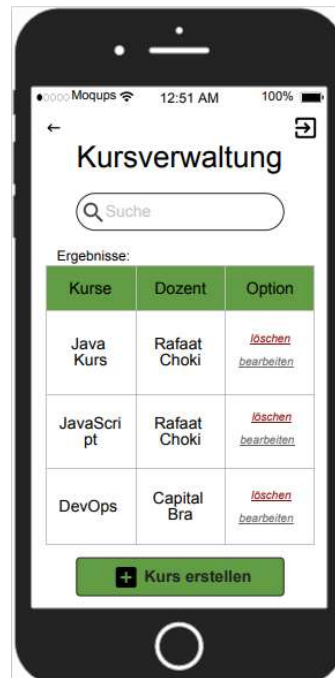 Moqups 12:51 AM 100%
Kursverwaltung
Suche
Ergebnisse:
Kurse Dozent Option
Java
Kurs
Rafaat
Choki
löschen
bearbeiten
JavaScri
pt
Rafaat
Choki
löschen
bearbeiten
DevOps
Capital
Bra
löschen
bearbeiten
Kurs erstellen